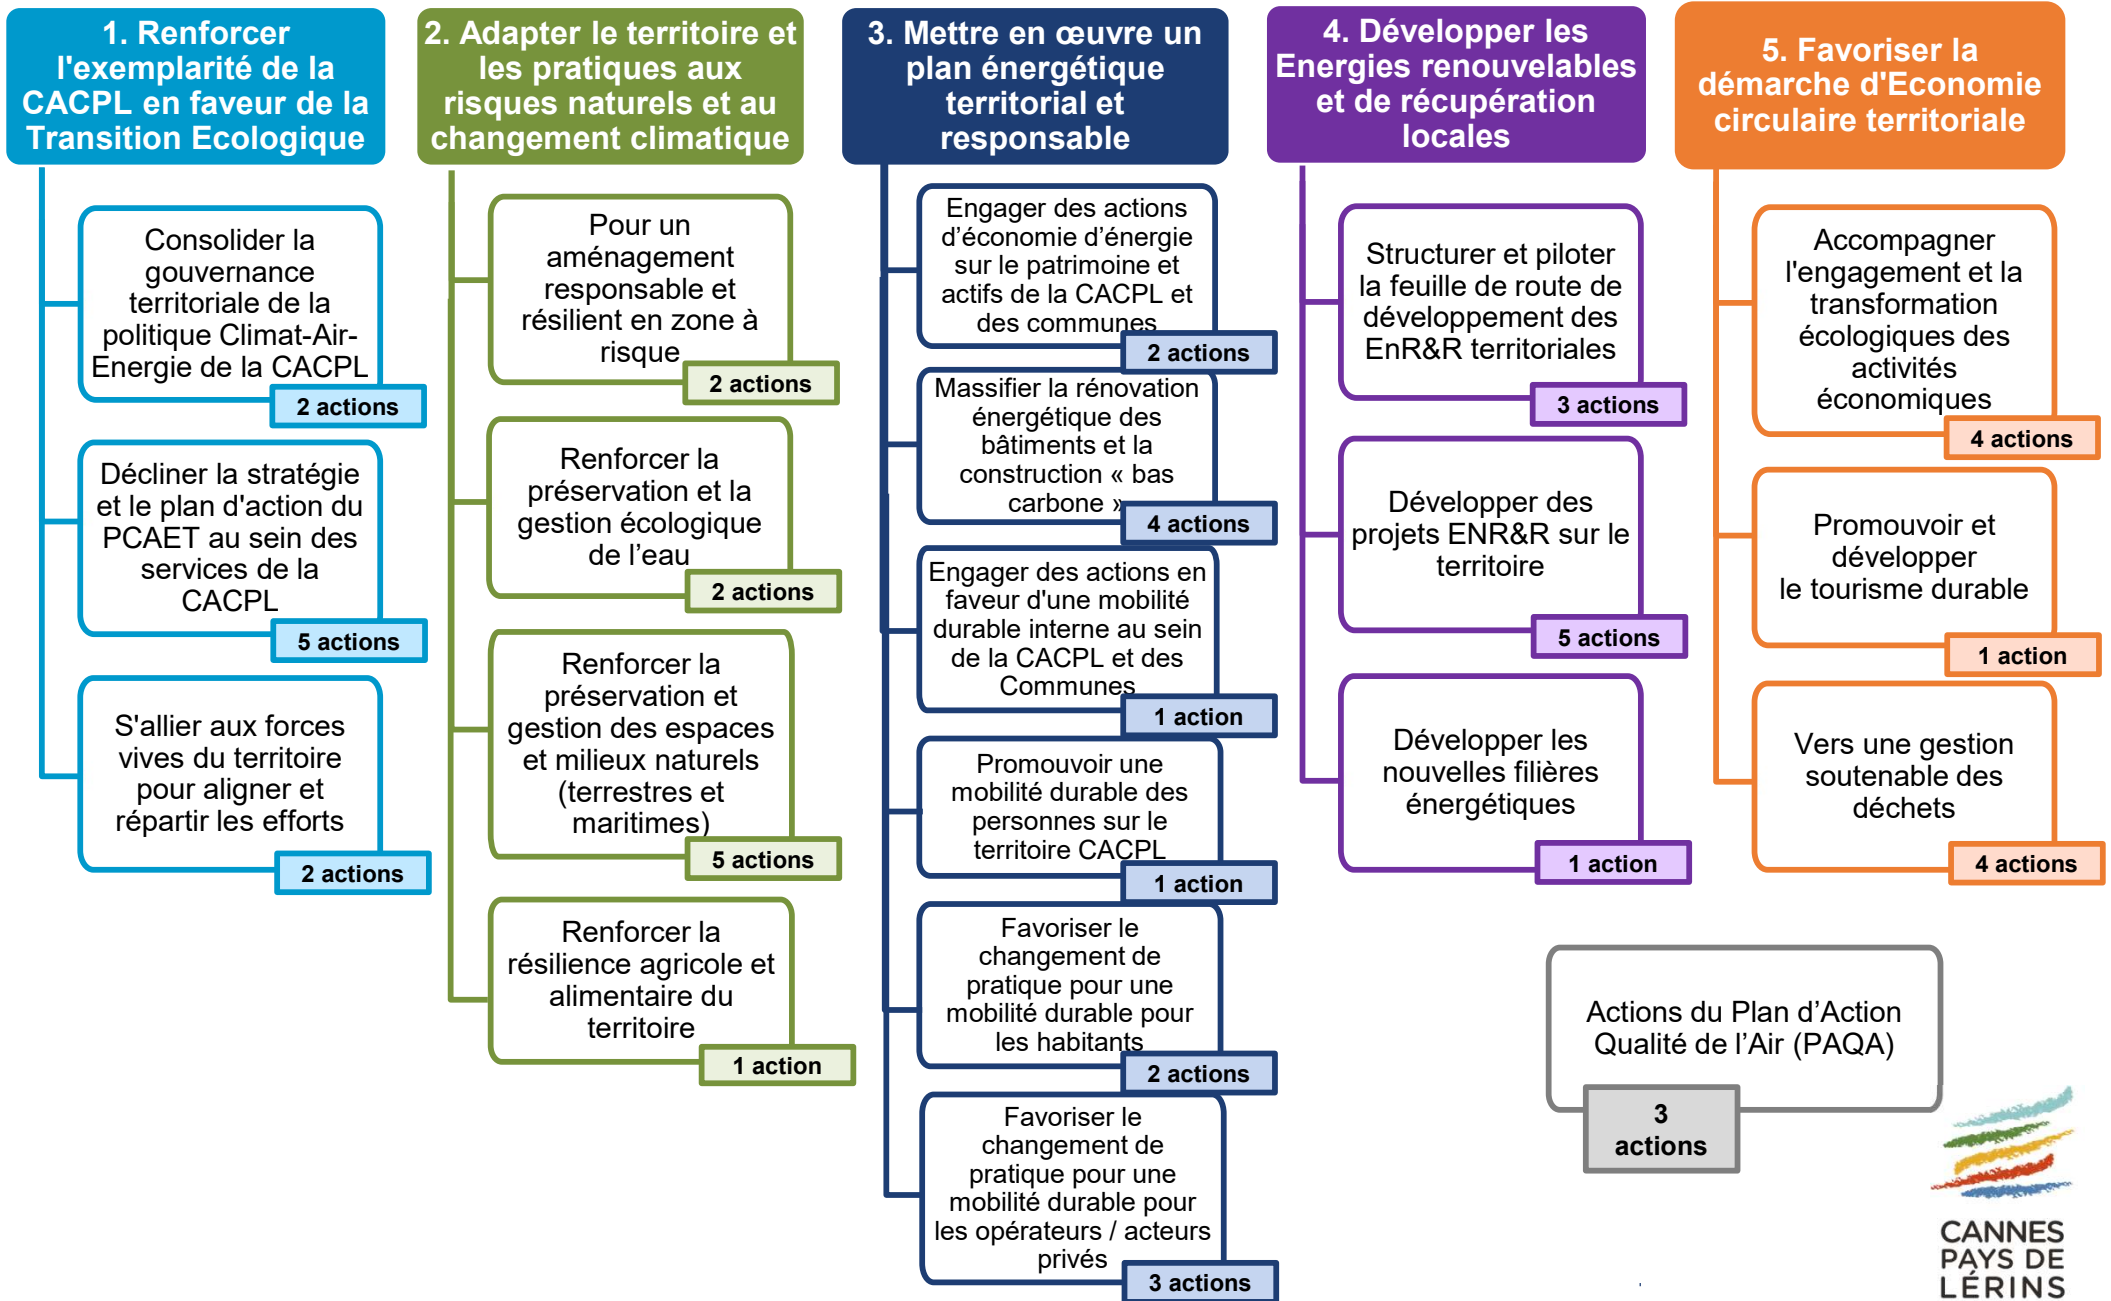 1. Renforcer
l'exemplarité de la
CACPL en faveur de la
Transition Ecologique
Consolider la
gouvernance
territoriale de la
politique Climat-Air-
Energie de la CACPL
2 actions
Décliner la stratégie
et le plan d'action du
PCAET au sein des
services de la
CACPL
5 actions
S'allier aux forces
vives du territoire
pour aligner et
répartir les efforts
2 actions
2. Adapter le territoire et
les pratiques aux
risques naturels et au
changement climatique
Pour un
aménagement
responsable et
résilient en zone à
risque
2 actions
Renforcer la
préservation et la
gestion écologique
de l’eau
2 actions
Renforcer la
préservation et
gestion des espaces
et milieux naturels
(terrestres et
maritimes)
5 actions
Renforcer la
résilience agricole et
alimentaire du
territoire
1 action
3. Mettre en œuvre un
plan énergétique
territorial et
responsable
Engager des actions
d’économie d’énergie
sur le patrimoine et
actifs de la CACPL et
des communes
2 actions
Massifier la rénovation
énergétique des
bâtiments et la
construction « bas
carbone »
4 actions
Engager des actions en
faveur d'une mobilité
durable interne au sein
de la CACPL et des
Communes
1 action
Promouvoir une
mobilité durable des
personnes sur le
territoire CACPL
1 action
Favoriser le
changement de
pratique pour une
mobilité durable pour
les habitants
2 actions
Favoriser le
changement de
pratique pour une
mobilité durable pour
les opérateurs / acteurs
privés
3 actions
4. Développer les
Energies renouvelables
et de récupération
locales
Structurer et piloter
la feuille de route de
développement des
EnR&R territoriales
3 actions
Développer des
projets ENR&R sur le
territoire
5 actions
Développer les
nouvelles filières
énergétiques
1 action
5. Favoriser la
démarche d'Economie
circulaire territoriale
Accompagner
l'engagement et la
transformation
écologiques des
activités
économiques
4 actions
Promouvoir et
développer
le tourisme durable
1 action
Vers une gestion
soutenable des
déchets
4 actions
Actions du Plan d’Action
Qualité de l’Air (PAQA)
3
actions
CANNES
PAYS DE
LÉRINS